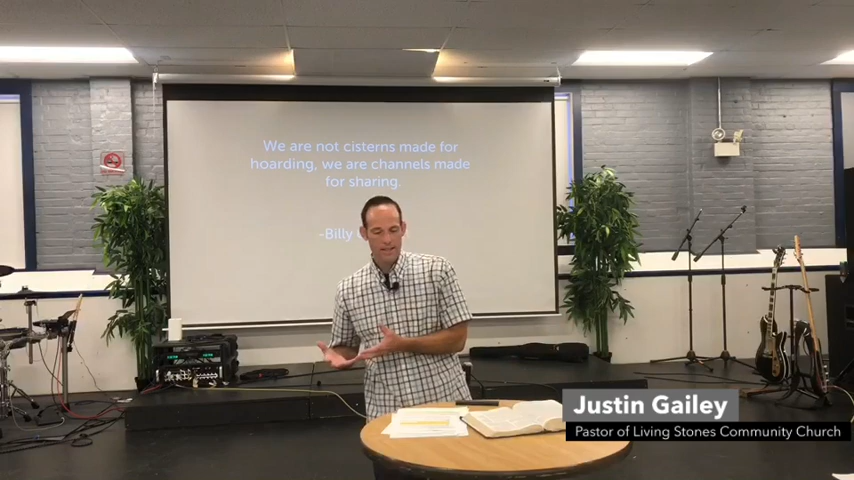 We are not cisterns made for
hoarding, we are channels made
for sharing.
-Billy
Justin Gailey
Pastor of Living Stones Community Church